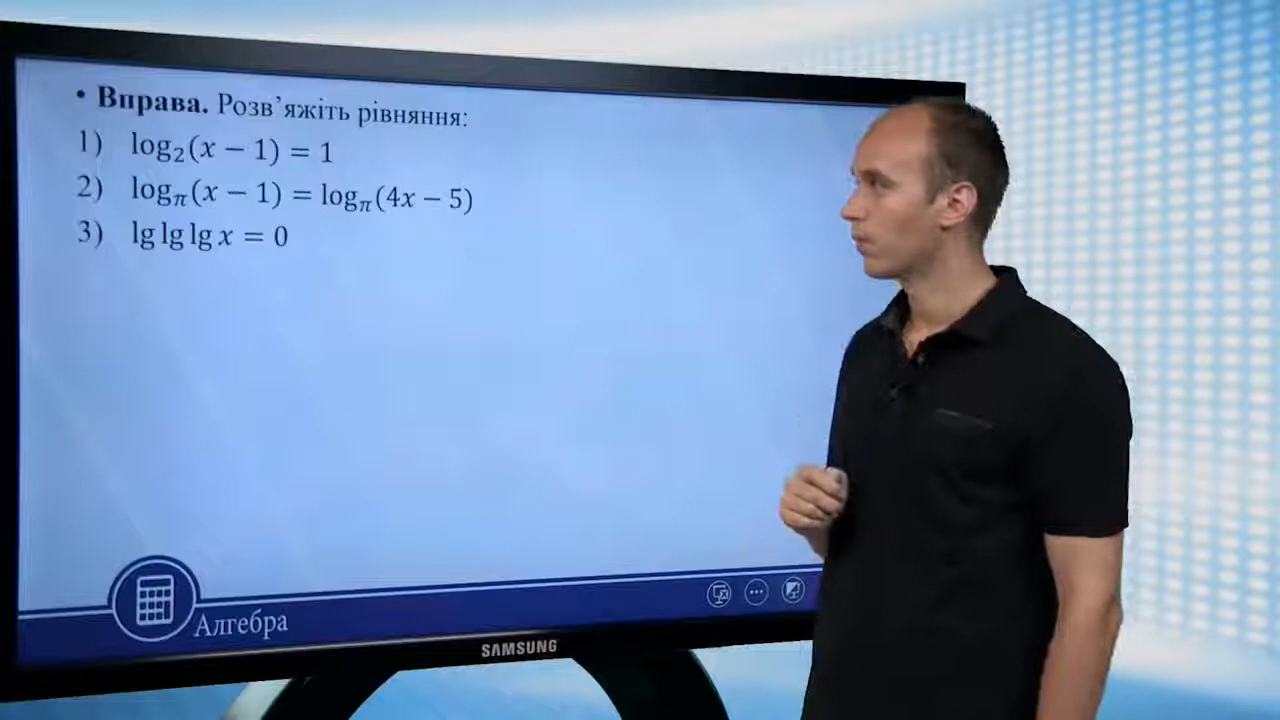 • Вправа. Розв’яжіть рівняння:
1) log₂(x − 1) = 1
2) logπ(x − 1) = logπ(4x − 5)
3) lg lg lg x = 0
Алгебра
SAMSUNG